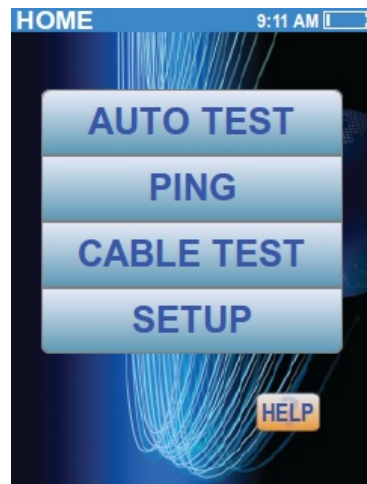 HOME 9:11 AM
AUTO TEST
PING
CABLE TEST
SETUP
HELP